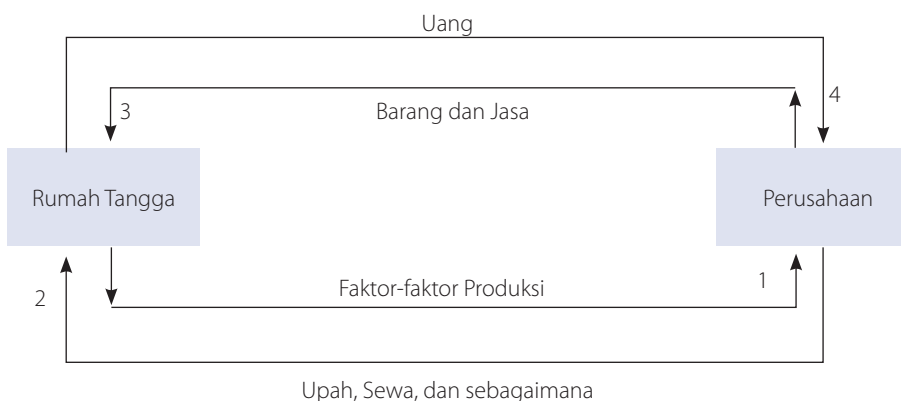 Uang
3
Barang dan Jasa
4
Rumah Tangga
Perusahaan
2
Faktor-faktor Produksi
1
Upah, Sewa, dan sebagaimana